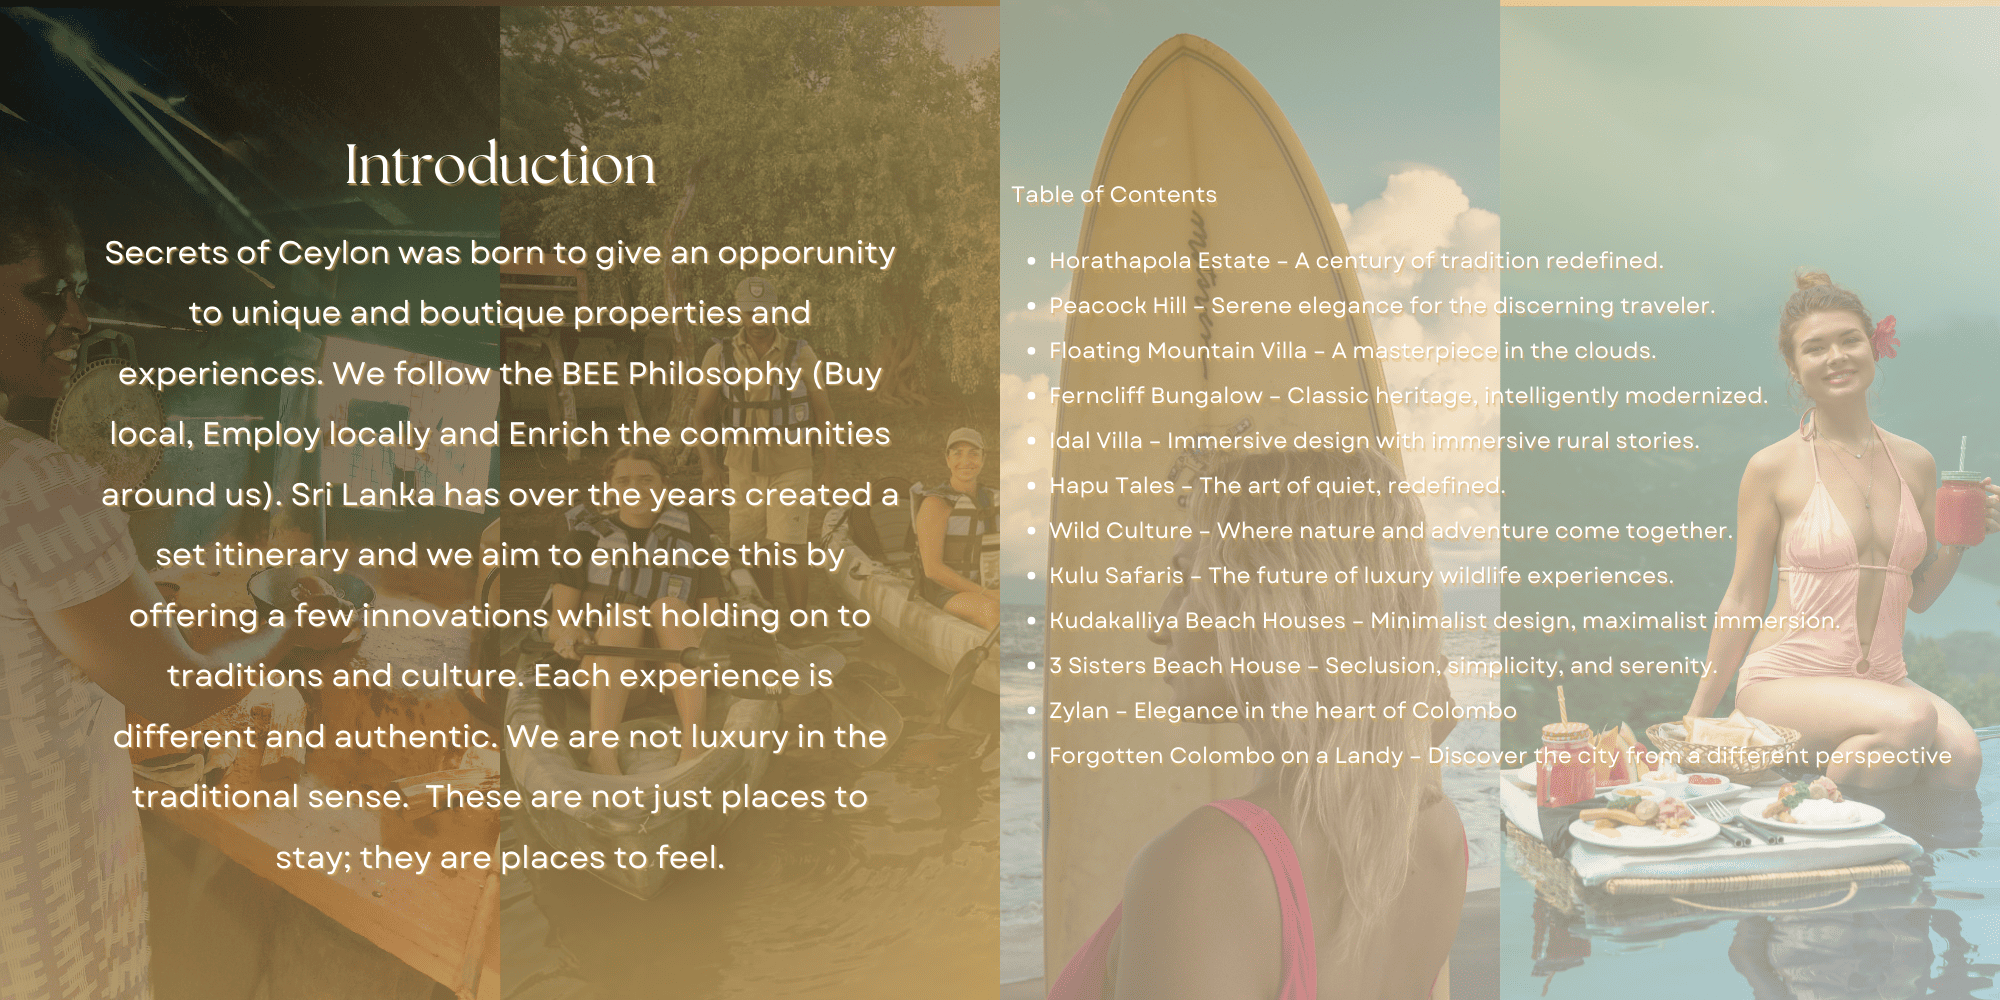 Introduction
Secrets of Ceylon was born to give an opporunity
to unique and boutique properties and
experiences. We follow the BEE Philosophy (Buy
local, Employ locally and Enrich the communities
around us). Sri Lanka has over the years created a
set itinerary and we aim to enhance this by
offering a few innovations whilst holding on to
traditions and culture. Each experience is
different and authentic. We are not luxury in the
traditional sense.  These are not just places to
stay; they are places to feel.
Table of Contents
• Horathapola Estate – A century of tradition redefined.
• Peacock Hill – Serene elegance for the discerning traveler.
• Floating Mountain Villa – A masterpiece in the clouds.
• Ferncliff Bungalow – Classic heritage, intelligently modernized.
• Idal Villa – Immersive design with immersive rural stories.
• Hapu Tales – The art of quiet, redefined.
• Wild Culture – Where nature and adventure come together.
• Kulu Safaris – The future of luxury wildlife experiences.
• Kudakalliya Beach Houses – Minimalist design, maximalist immersion.
• 3 Sisters Beach House – Seclusion, simplicity, and serenity.
• Zylan – Elegance in the heart of Colombo
• Forgotten Colombo on a Landy – Discover the city from a different perspective